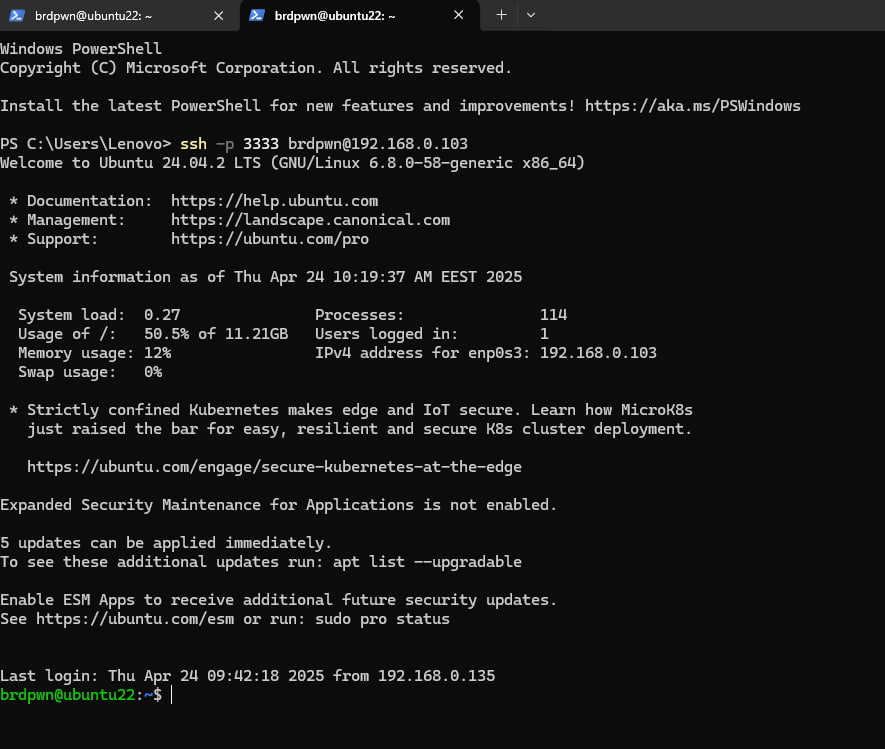 brdpwn@ubuntu22: ~
brdpwn@ubuntu22: ~
Windows PowerShell
Copyright (C) Microsoft Corporation. All rights reserved.
Install the latest PowerShell for new features and improvements! https://aka.ms/PSWindows
PS C:\Users\Lenovo> ssh -p 3333 brdpwn@192.168.0.103
Welcome to Ubuntu 24.04.2 LTS (GNU/Linux 6.8.0-58-generic x86_64)
* Documentation:  https://help.ubuntu.com
* Management:     https://landscape.canonical.com
* Support:        https://ubuntu.com/pro
System information as of Thu Apr 24 10:19:37 AM EEST 2025
System load:  0.27               Processes:               114
Usage of /:   50.5% of 11.21GB   Users logged in:         1
Memory usage: 12%                IPv4 address for enp0s3: 192.168.0.103
Swap usage:   0%
* Strictly confined Kubernetes makes edge and IoT secure. Learn how MicroK8s
just raised the bar for easy, resilient and secure K8s cluster deployment.
https://ubuntu.com/engage/secure-kubernetes-at-the-edge
Expanded Security Maintenance for Applications is not enabled.
5 updates can be applied immediately.
To see these additional updates run: apt list --upgradable
Enable ESM Apps to receive additional future security updates.
See https://ubuntu.com/esm or run: sudo pro status
Last login: Thu Apr 24 09:42:18 2025 from 192.168.0.135
brdpwn@ubuntu22:~$